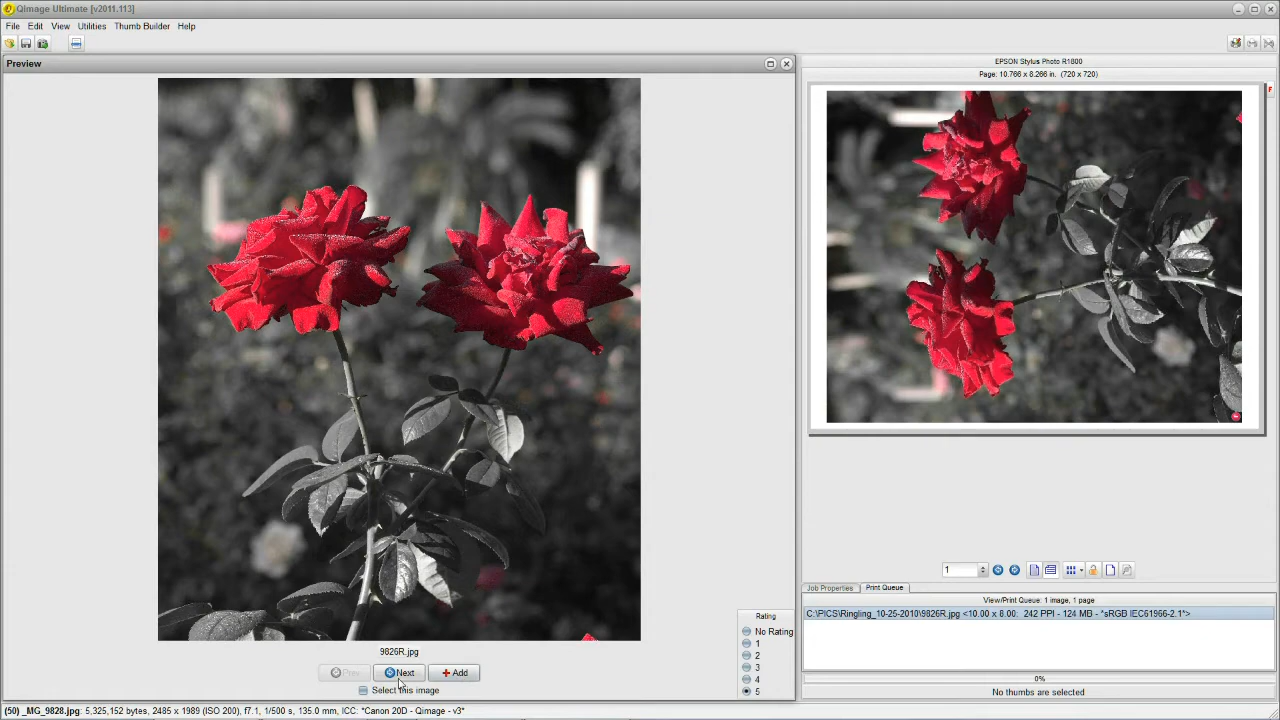 Qimage Ultimate [v2011.113]
File Edit View Utilities Thumb Builder Help
Preview
EPSON Stylus Photo R1800
Page: 10.766 x 8.266 in. (720 x 720)
F
9826R.jpg
Prev Next Add
Select this image
Rating
No Rating
1
2
3
4
5
1
Job Properties Print Queue
View/Print Queue: 1 image, 1 page
C:\PICS\Ringling_10-25-2010\9826R.jpg <10.00 x 8.00: 242 PPI - 124 MB - *sRGB IEC61966-2.1*>
0%
No thumbs are selected
(50) _MG_9828.jpg: 5,325,152 bytes, 2485 x 1989 (ISO 200), f7.1, 1/500 s, 135.0 mm, ICC: *Canon 20D - Qimage - v3*